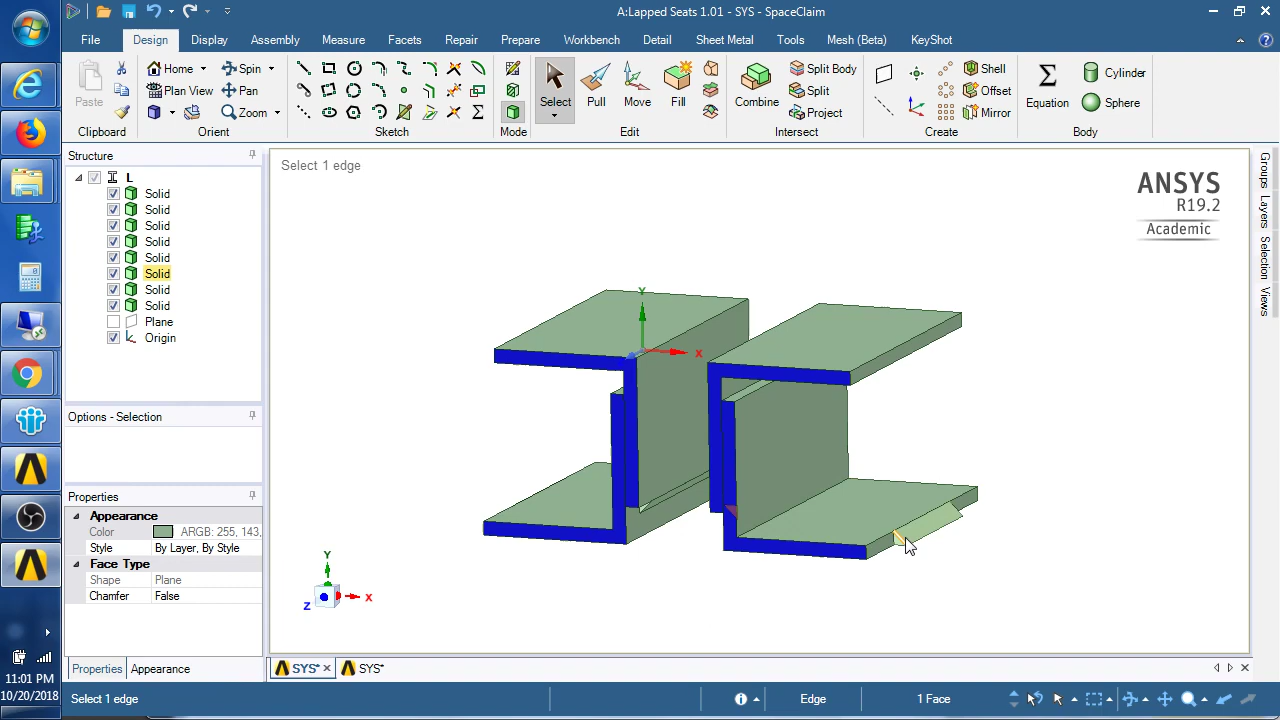 A:Lapped Seats 1.01 - SYS - SpaceClaim
File Design Display Assembly Measure Facets Repair Prepare Workbench Detail Sheet Metal Tools Mesh (Beta) KeyShot
Paste
Clipboard
Home Spin
Plan View Pan
Zoom
Orient
Sketch
Mode
Select Pull Move Fill
Edit
Combine
Split Body
Split
Project
Intersect
Shell
Offset
Mirror
Create
Equation
Cylinder
Sphere
Body
Structure
L
Solid
Solid
Solid
Solid
Solid
Solid
Solid
Solid
Plane
Origin
Options - Selection
Properties
Appearance
Color ARGB: 255, 143,
Style By Layer, By Style
Face Type
Shape Plane
Chamfer False
Properties Appearance
Select 1 edge
ANSYS
R19.2
Academic
Y
X
Y
Z
X
Groups
Layers
Selection
Views
SYS*
SYS*
Select 1 edge
Edge
1 Face
11:01 PM
10/20/2018